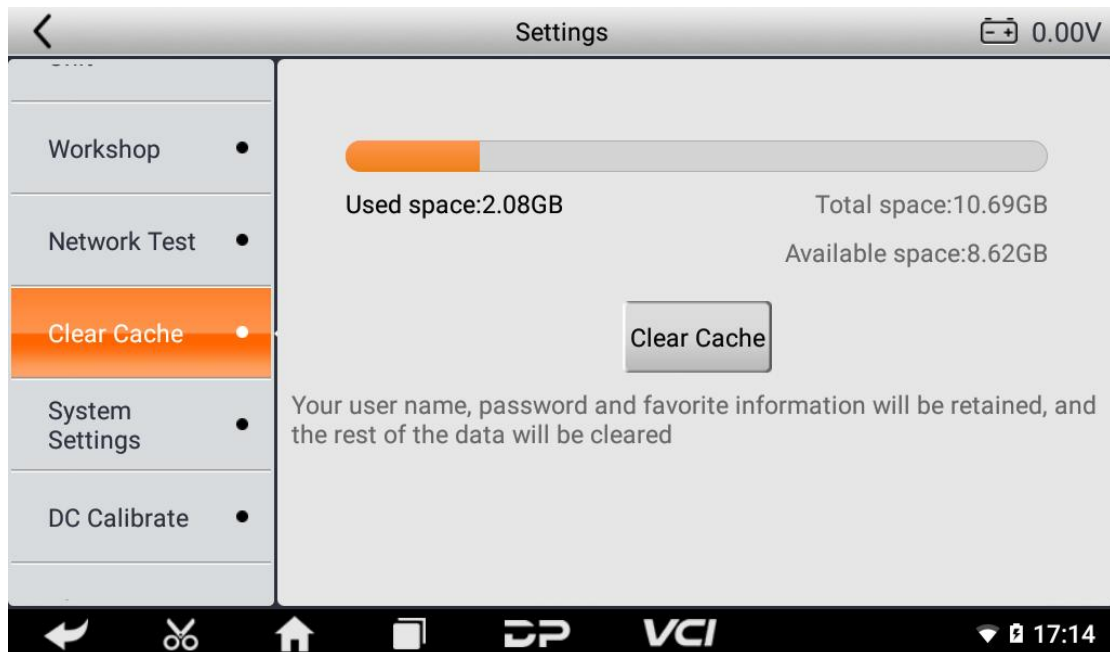 Settings
0.00V
Workshop
Network Test
Clear Cache
System
Settings
DC Calibrate
Used space:2.08GB
Total space:10.69GB
Available space:8.62GB
Clear Cache
Your user name, password and favorite information will be retained, and
the rest of the data will be cleared
DP
VCI
17:14